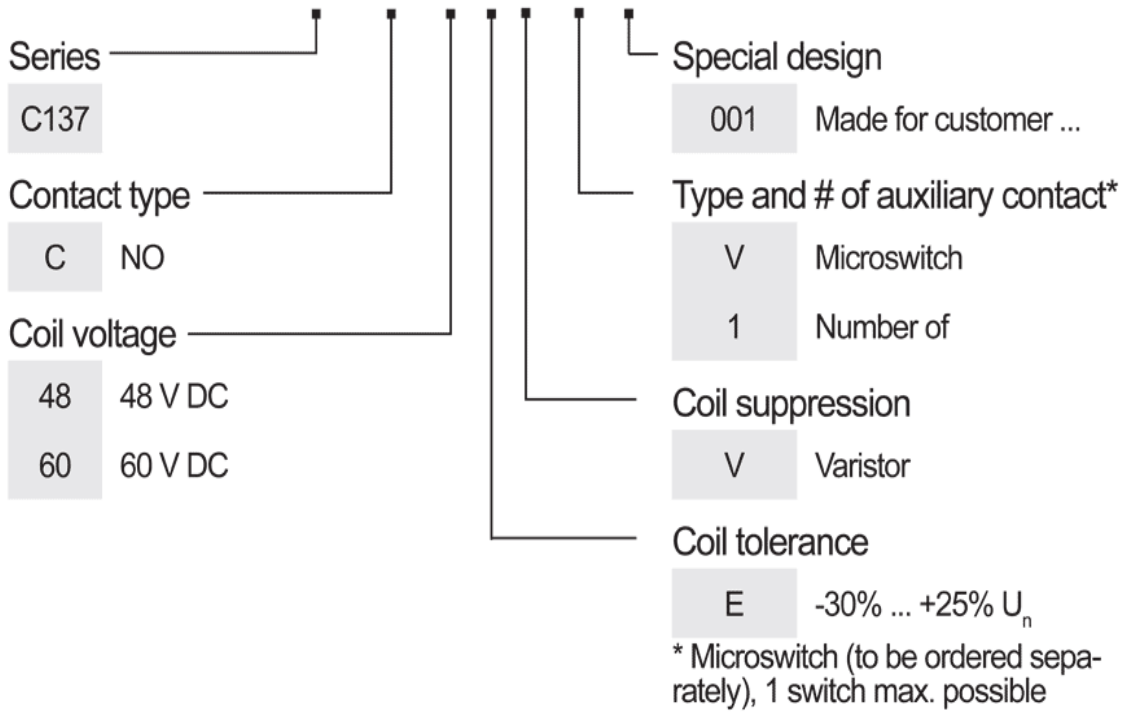 Series
C137
Contact type
C NO
Coil voltage
48 48 V DC
60 60 V DC
Special design
001 Made for customer ...
Type and # of auxiliary contact*
V Microswitch
1 Number of
Coil suppression
V Varistor
Coil tolerance
E -30% ... +25% Un
* Microswitch (to be ordered sepa-
rately), 1 switch max. possible